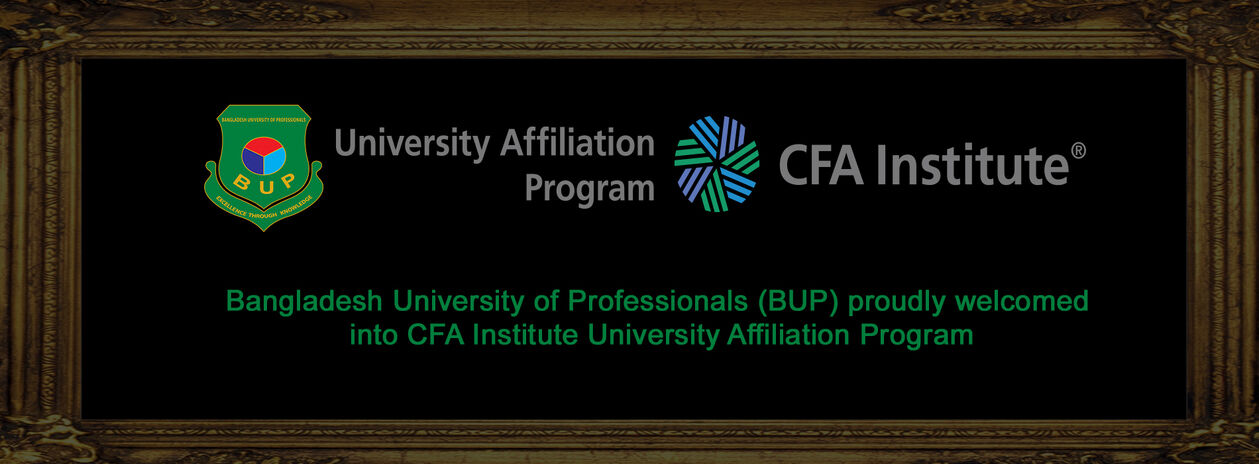 BANGLADESH UNIVERSITY OF PROFESSIONALS
BUP
EXCELLENCE THROUGH KNOWLEDGE
University Affiliation
Program
CFA Institute®
Bangladesh University of Professionals (BUP) proudly welcomed
into CFA Institute University Affiliation Program